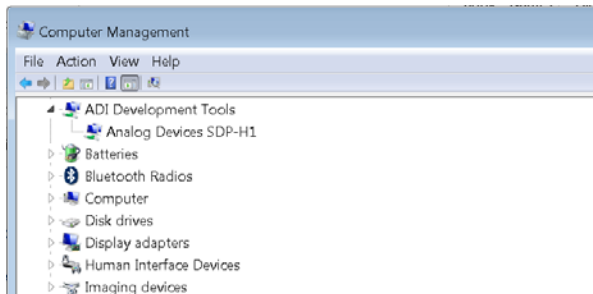 Computer Management
File Action View Help
ADI Development Tools
Analog Devices SDP-H1
Batteries
Bluetooth Radios
Computer
Disk drives
Display adapters
Human Interface Devices
Imaging devices